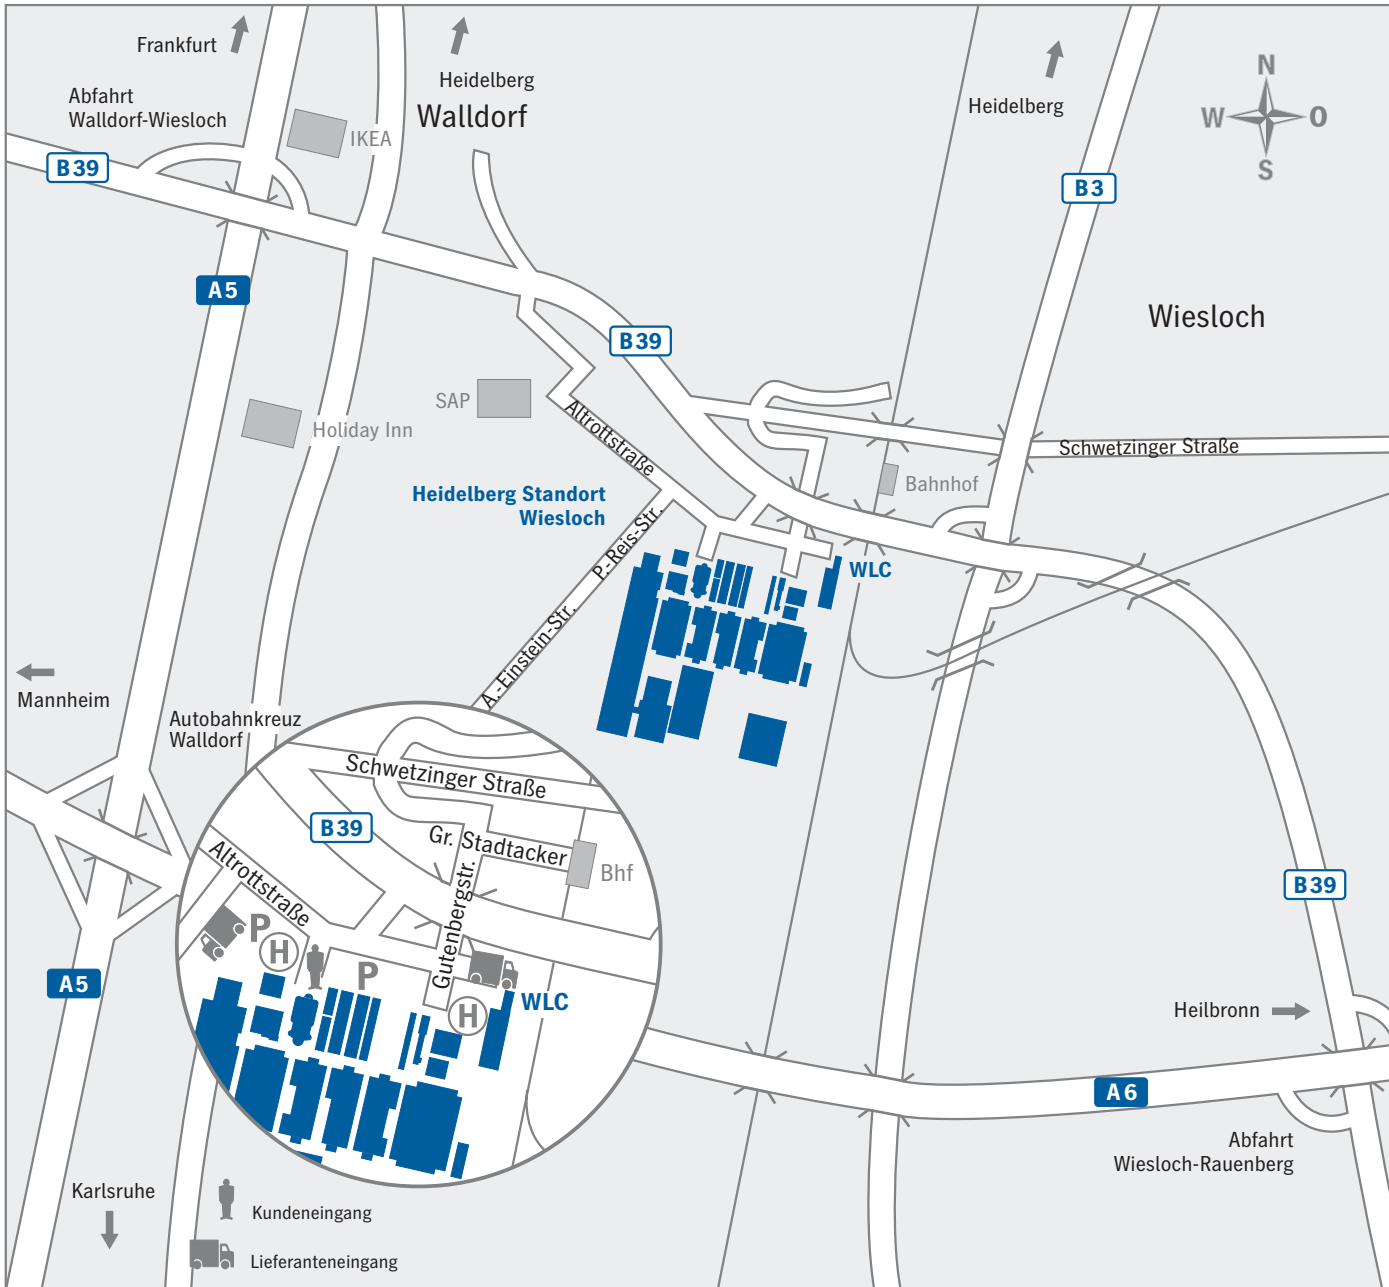 Frankfurt
Heidelberg
Walldorf
Abfahrt
Walldorf-Wiesloch
IKEA
B39
Heidelberg
N
W
O
S
B3
A5
Wiesloch
B39
SAP
Holiday Inn
Altrottstraße
Schwetzinger Straße
Bahnhof
Heidelberg Standort
Wiesloch
P.-Reis-Str.
WLC
A.-Einstein-Str.
Mannheim
Autobahnkreuz
Walldorf
Schwetzinger Straße
B39
Gr. Stadtacker
Bhf
Altrottstraße
Gutenbergstr.
P
H
P
WLC
H
B39
A5
Heilbronn
A6
Abfahrt
Wiesloch-Rauenberg
Karlsruhe
Kundeneingang
Lieferanteneingang